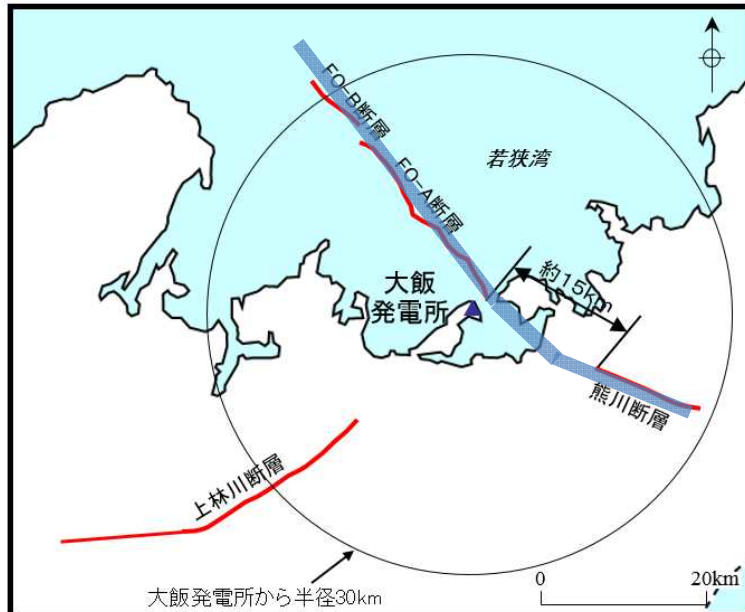 FO-B断層
FO-A断層
若狭湾
大飯
発電所
約15km
熊川断層
上林川断層
大飯発電所から半径30km
0
20km